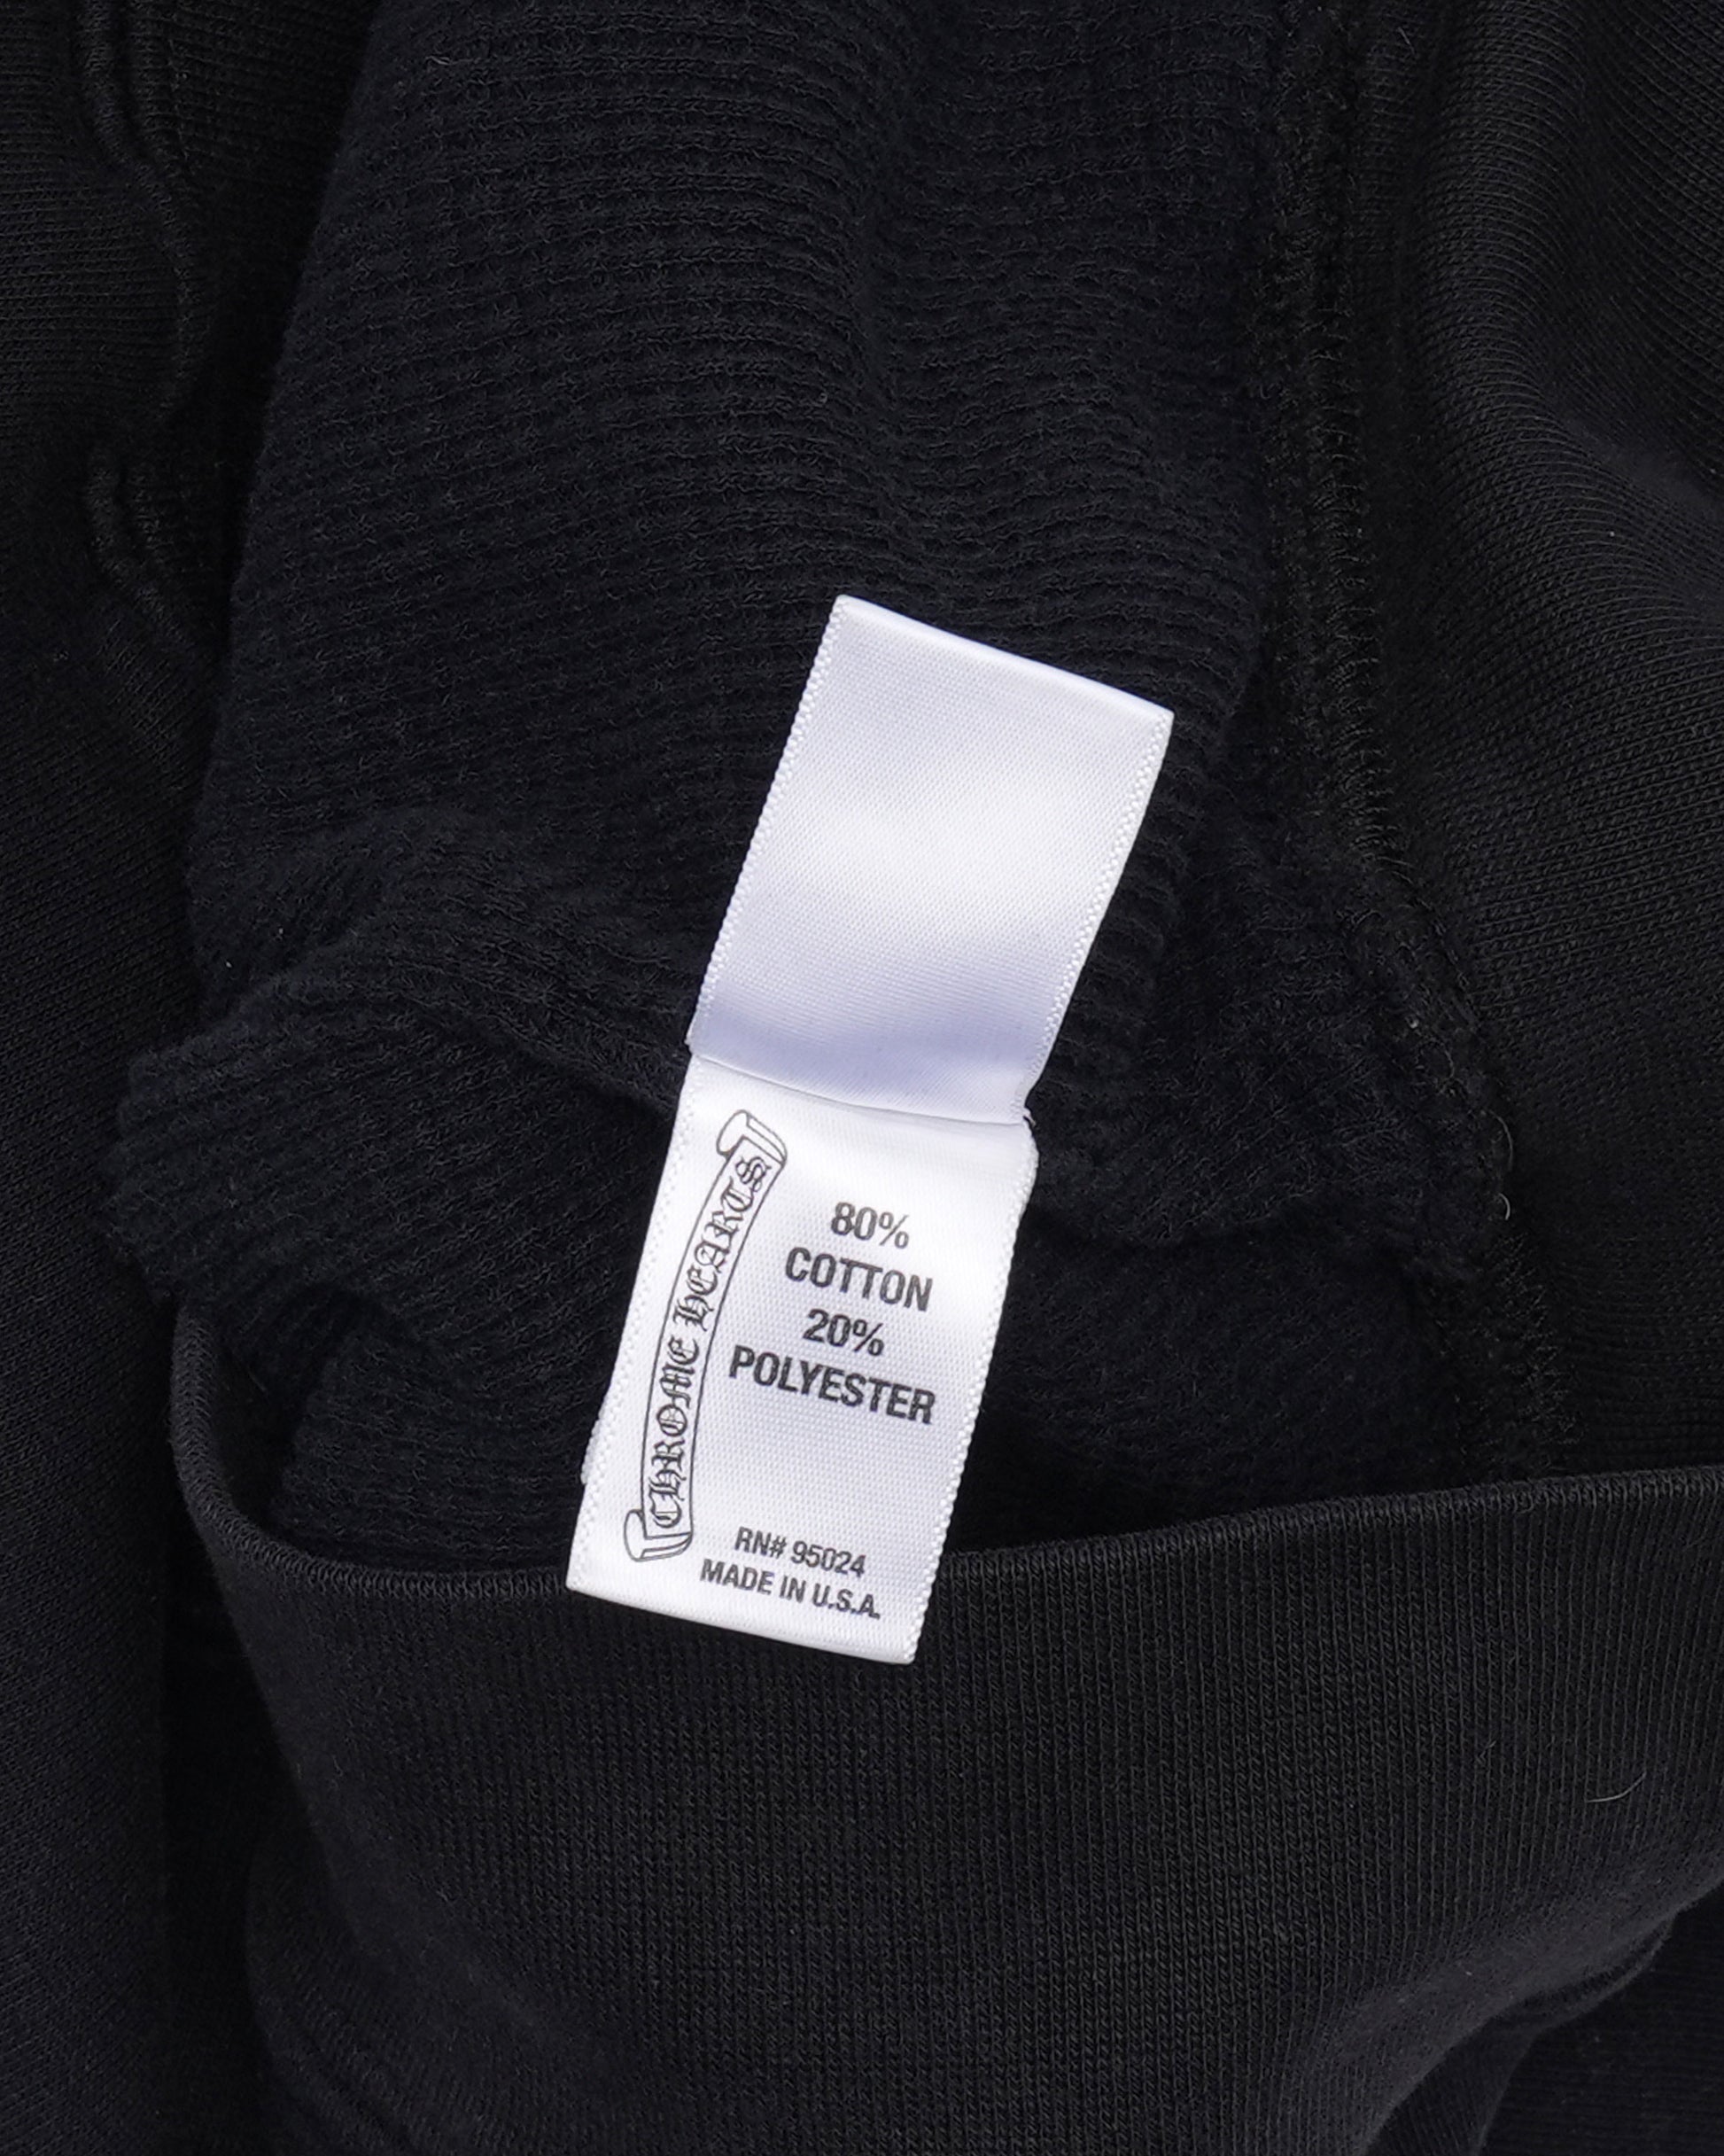 CHROME HEARTS
80%
COTTON
20%
POLYESTER
RN# 95024
MADE IN U.S.A.